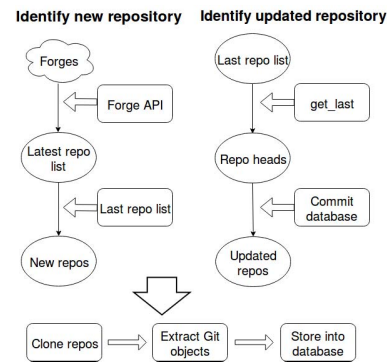 Identify new repository
Identify updated repository
Forges
Forge API
Latest repo
list
Last repo list
New repos
Last repo list
get_last
Repo heads
Commit
database
Updated
repos
Clone repos
Extract Git
objects
Store into
database